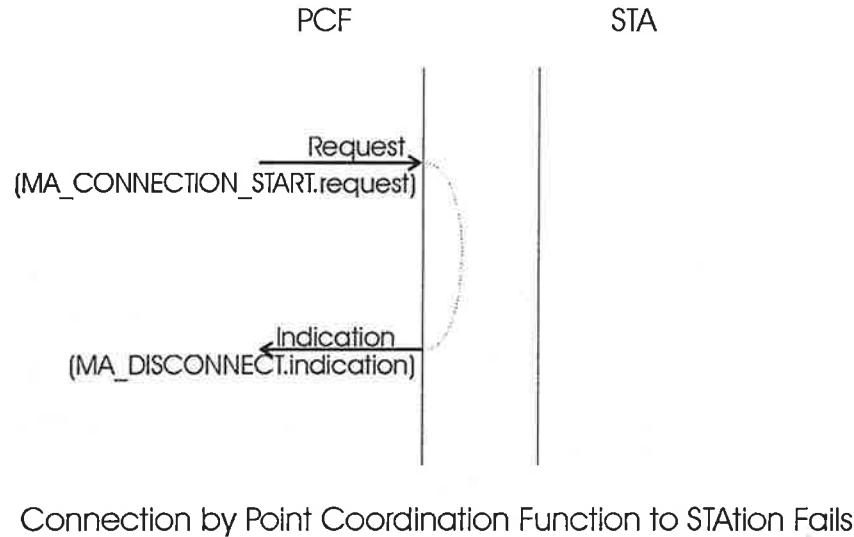 PCF STA
Request
(MA_CONNECTION_START.request)
Indication
(MA_DISCONNECT.indication)
Connection by Point Coordination Function to STAtion Fails